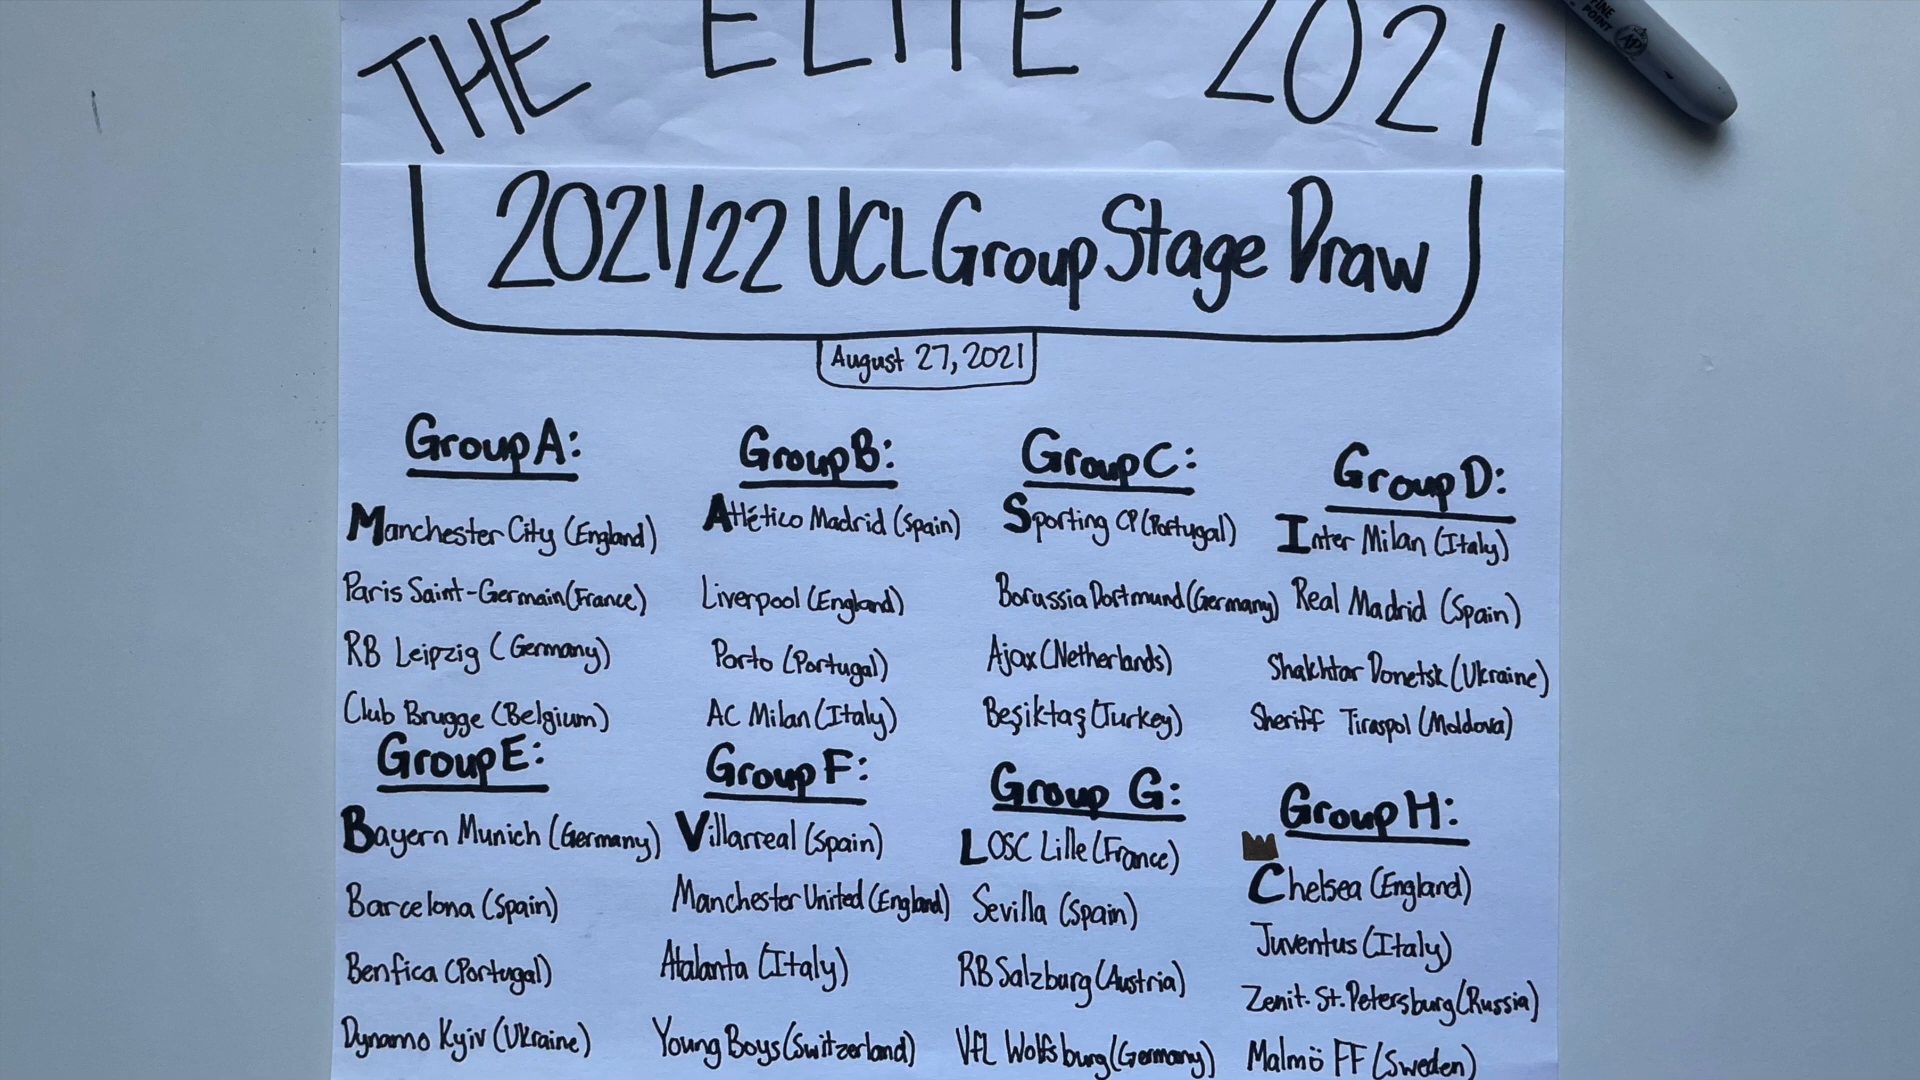 THE ELITE 2021
2021/22 UCL Group Stage Draw
August 27, 2021
Group A:
Manchester City (England)
Paris Saint-Germain (France)
RB Leipzig (Germany)
Club Brugge (Belgium)
Group B:
Atlético Madrid (Spain)
Liverpool (England)
Porto (Portugal)
AC Milan (Italy)
Group C:
Sporting CP (Portugal)
Borussia Dortmund (Germany)
Ajax (Netherlands)
Beşiktaş (Turkey)
Group D:
Inter Milan (Italy)
Real Madrid (Spain)
Shakhtar Donetsk (Ukraine)
Sheriff Tiraspol (Moldova)
Group E:
Bayern Munich (Germany)
Barcelona (Spain)
Benfica (Portugal)
Dynamo Kyiv (Ukraine)
Group F:
Villarreal (Spain)
Manchester United (England)
Atalanta (Italy)
Young Boys (Switzerland)
Group G:
LOSC Lille (France)
Sevilla (Spain)
RB Salzburg (Austria)
VfL Wolfsburg (Germany)
Group H:
Chelsea (England)
Juventus (Italy)
Zenit. St. Petersburg (Russia)
Malmö FF (Sweden)
POINT
AP